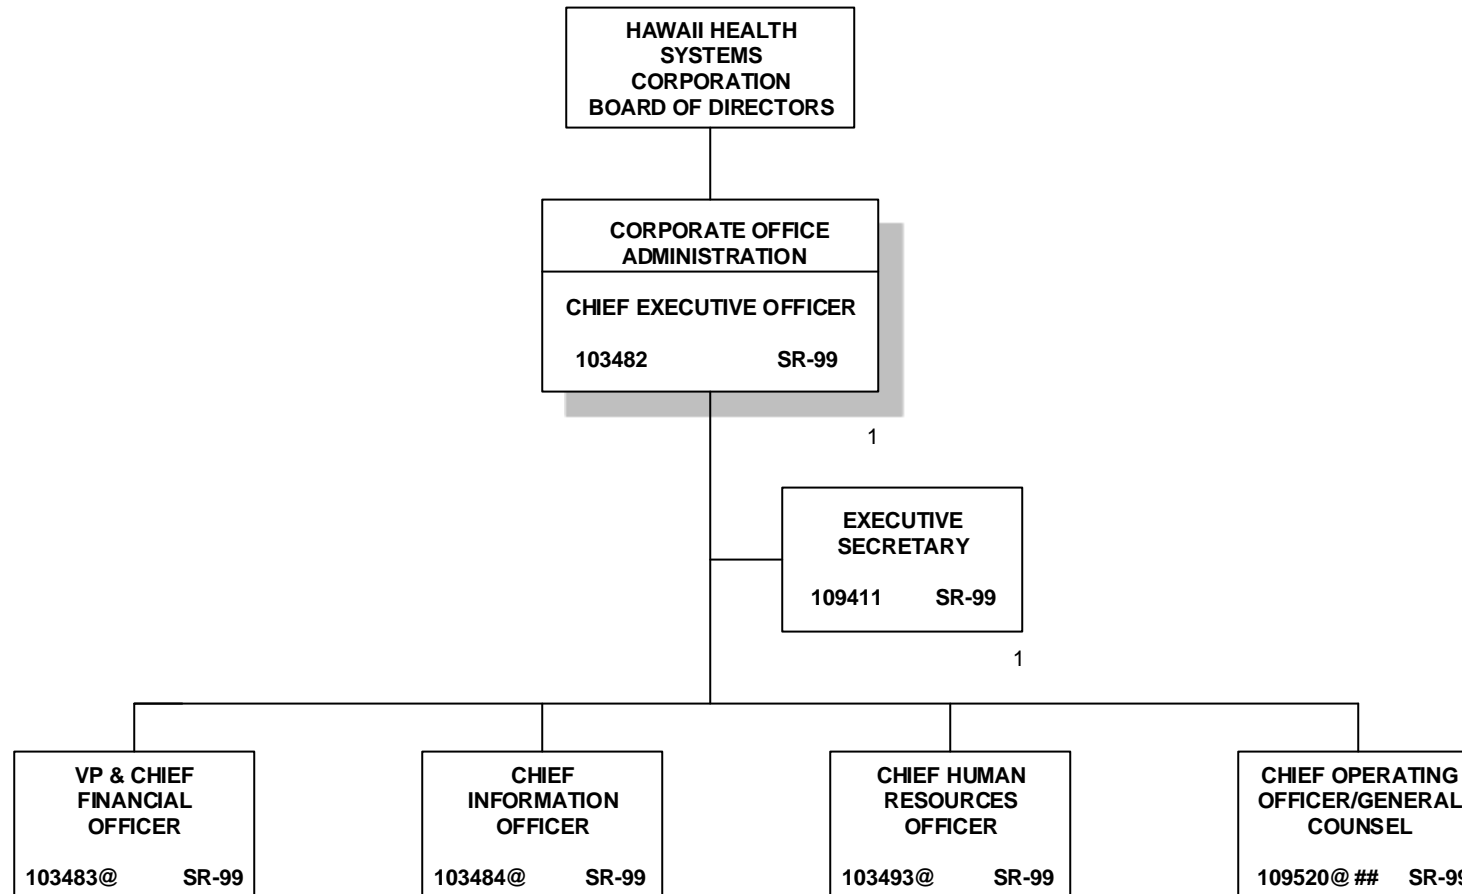 HAWAII HEALTH
SYSTEMS
CORPORATION
BOARD OF DIRECTORS
CORPORATE OFFICE
ADMINISTRATION
CHIEF EXECUTIVE OFFICER
103482 SR-99
1
EXECUTIVE
SECRETARY
109411 SR-99
1
VP & CHIEF
FINANCIAL
OFFICER
103483@ SR-99
CHIEF
INFORMATION
OFFICER
103484@ SR-99
CHIEF HUMAN
RESOURCES
OFFICER
103493@ SR-99
CHIEF OPERATING
OFFICER/GENERAL
COUNSEL
109520@ ## SR-99